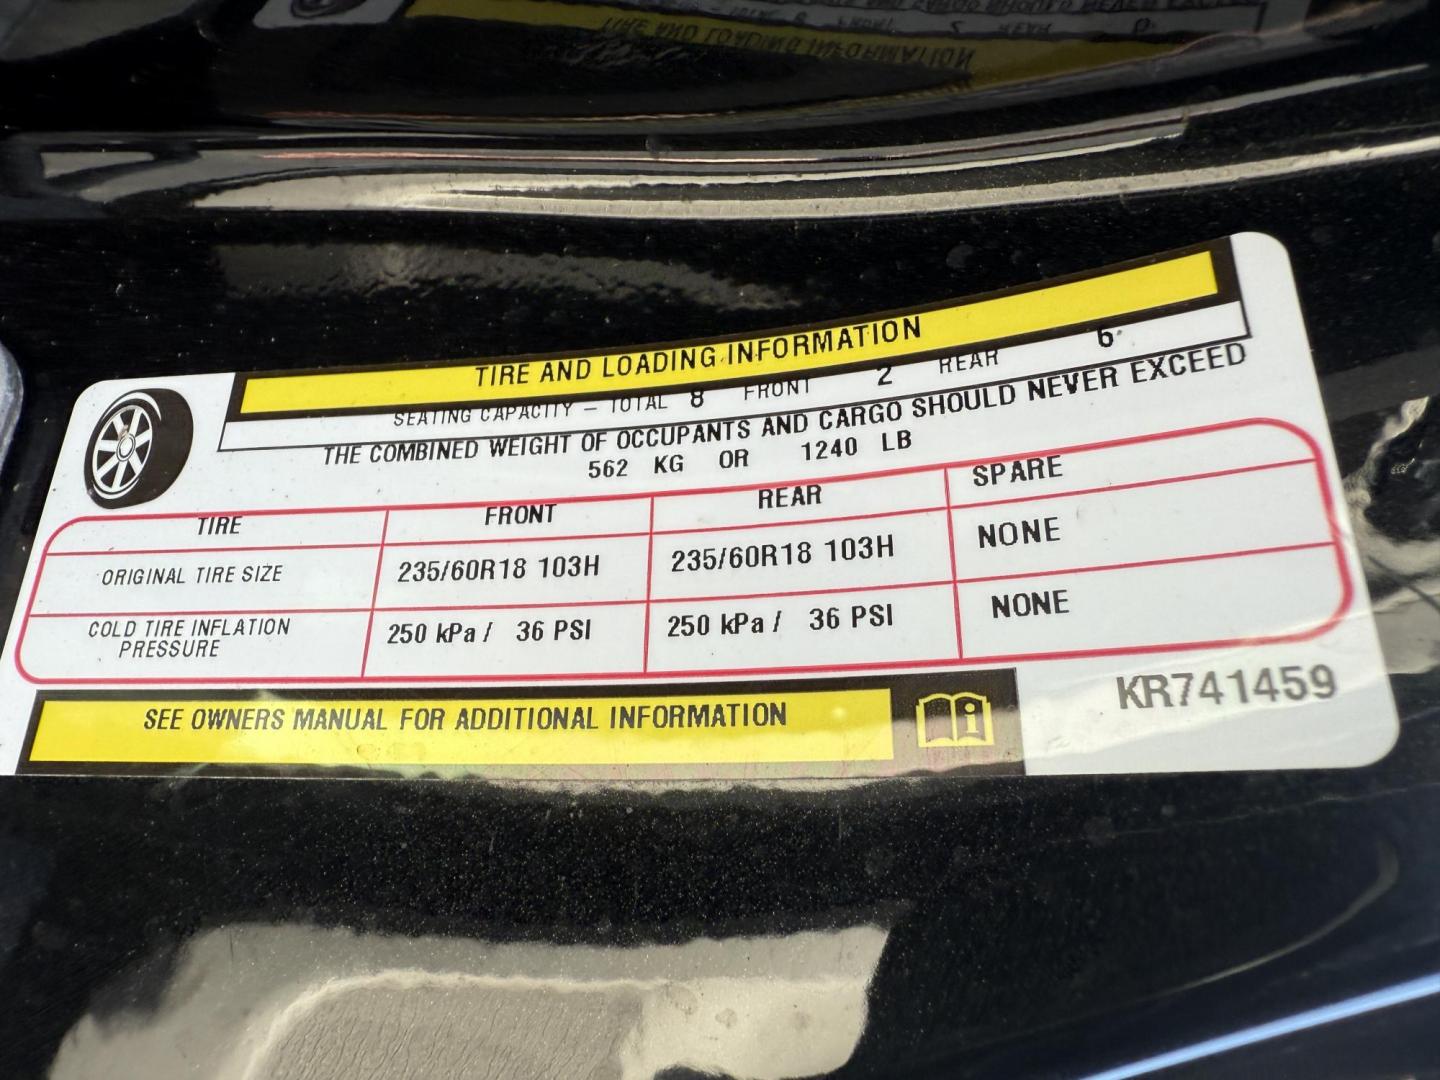 TIRE AND LOADING INFORMATION
SEATING CAPACITY – TOTAL 8 FRONT 2 REAR 6
THE COMBINED WEIGHT OF OCCUPANTS AND CARGO SHOULD NEVER EXCEED
562 KG OR 1240 LB
TIRE FRONT REAR SPARE
ORIGINAL TIRE SIZE 235/60R18 103H 235/60R18 103H NONE
COLD TIRE INFLATION PRESSURE 250 kPa / 36 PSI 250 kPa / 36 PSI NONE
SEE OWNERS MANUAL FOR ADDITIONAL INFORMATION
KR741459